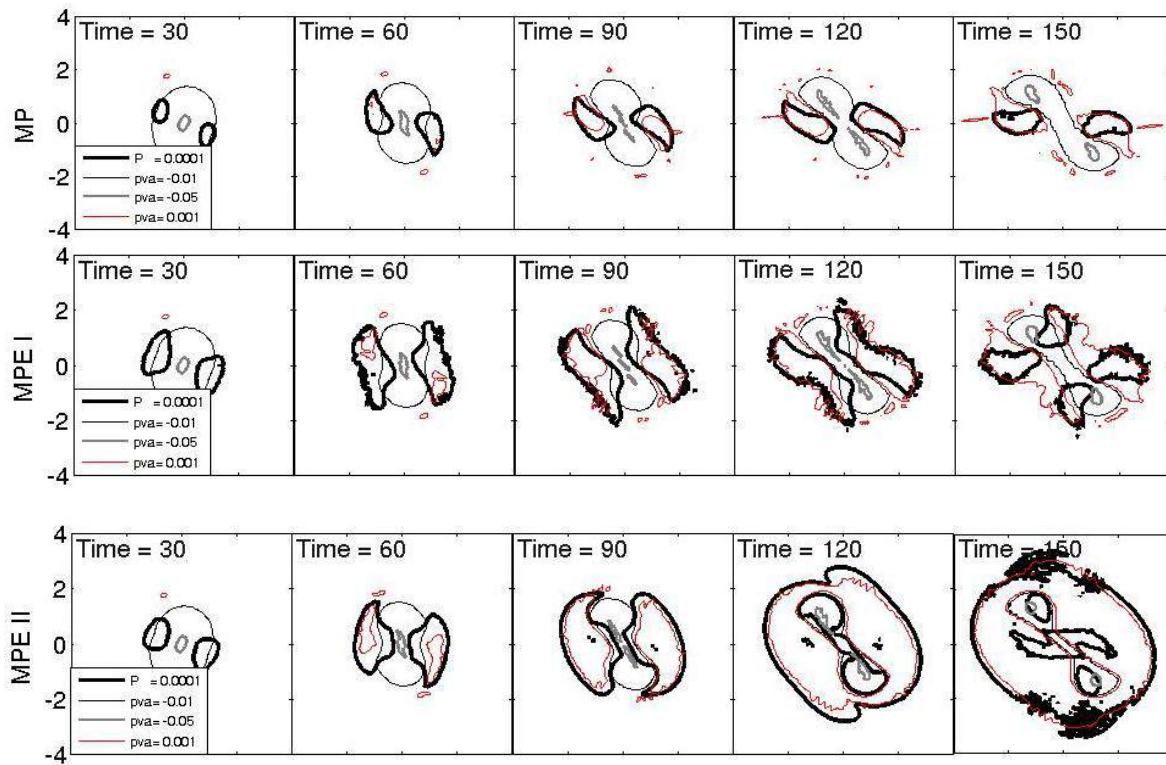 4
2
0
-2
-4
MP
Time = 30
Time = 60
Time = 90
Time = 120
Time = 150
P = 0.0001
pva= -0.01
pva= -0.05
pva= 0.001
4
2
0
-2
-4
MPE I
Time = 30
Time = 60
Time = 90
Time = 120
Time = 150
P = 0.0001
pva= -0.01
pva= -0.05
pva= 0.001
4
2
0
-2
-4
MPE II
Time = 30
Time = 60
Time = 90
Time = 120
Time = 150
P = 0.0001
pva= -0.01
pva= -0.05
pva= 0.001